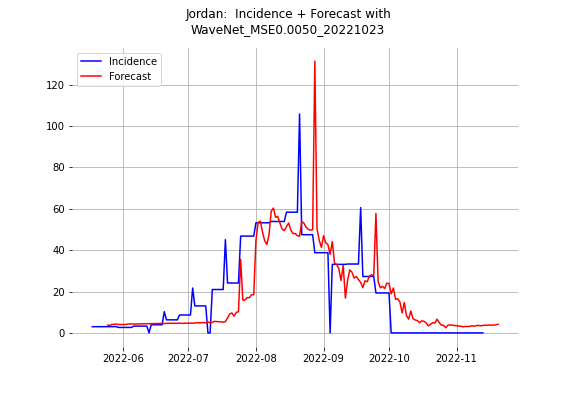 Jordan:  Incidence + Forecast with
WaveNet_MSE0.0050_20221023
Incidence
Forecast
120
100
80
60
40
20
0
2022-06 2022-07 2022-08 2022-09 2022-10 2022-11